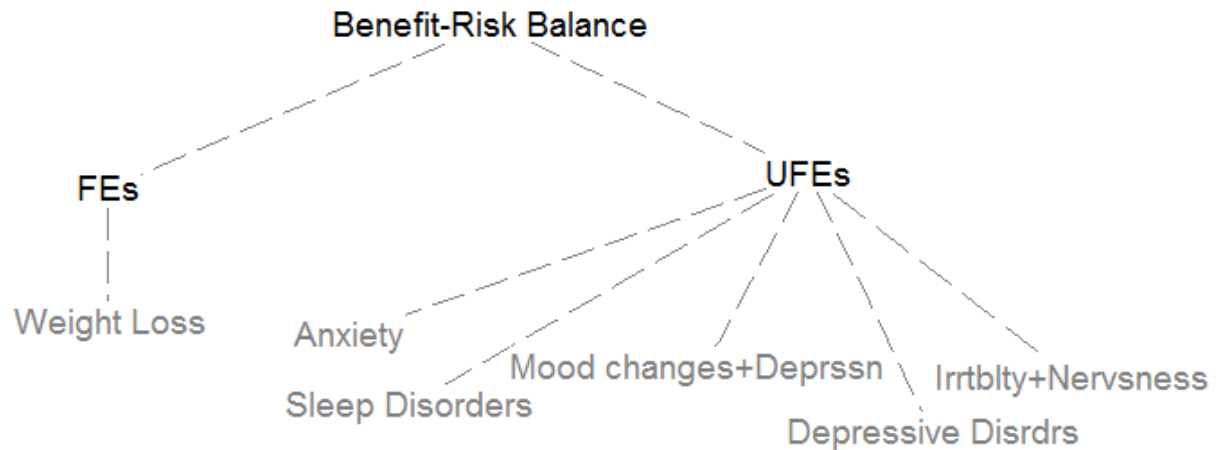 Benefit-Risk Balance
FEs
UFEs
Weight Loss
Anxiety
Sleep Disorders
Mood changes+Deprssn
Depressive Disrdrs
Irrtblty+Nervsness